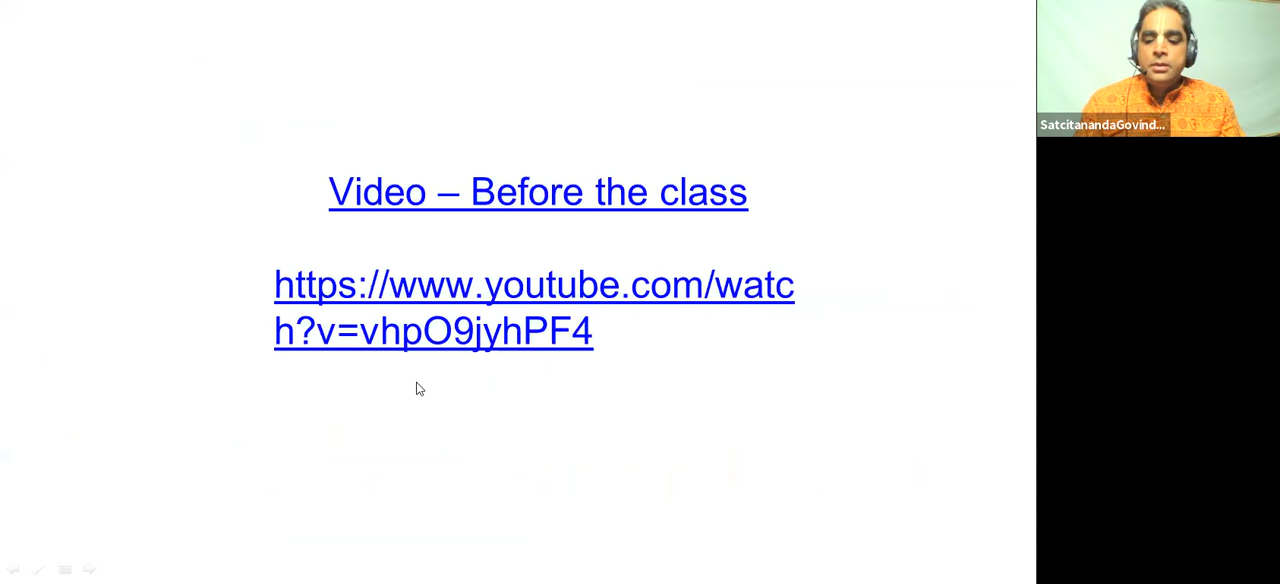 Video – Before the class
https://www.youtube.com/watc
h?v=vhpO9jyhPF4
SatcitanandaGovind...